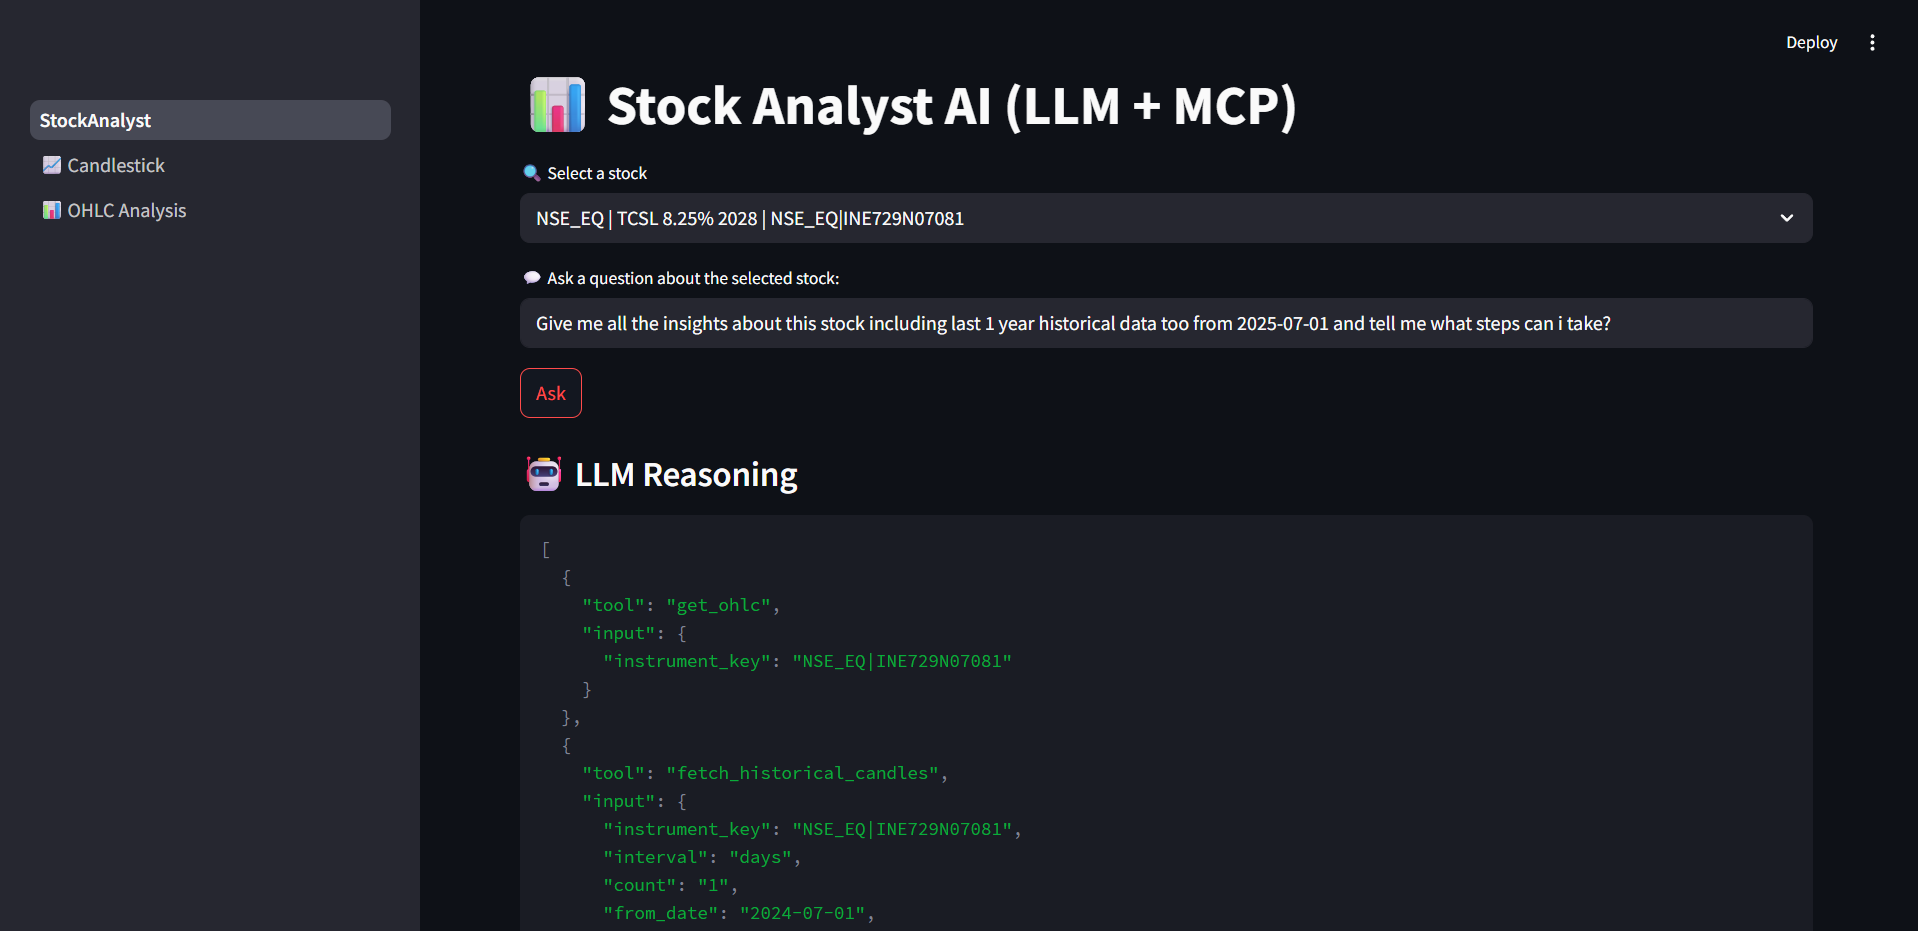 Deploy
StockAnalyst
Candlestick
OHLC Analysis
Stock Analyst AI (LLM + MCP)
Select a stock
NSE_EQ | TCSL 8.25% 2028 | NSE_EQ|INE729N07081
Ask a question about the selected stock:
Give me all the insights about this stock including last 1 year historical data too from 2025-07-01 and tell me what steps can i take?
Ask
LLM Reasoning
[
{
"tool": "get_ohlc",
"input": {
"instrument_key": "NSE_EQ|INE729N07081"
}
},
{
"tool": "fetch_historical_candles",
"input": {
"instrument_key": "NSE_EQ|INE729N07081",
"interval": "days",
"count": "1",
"from_date": "2024-07-01",